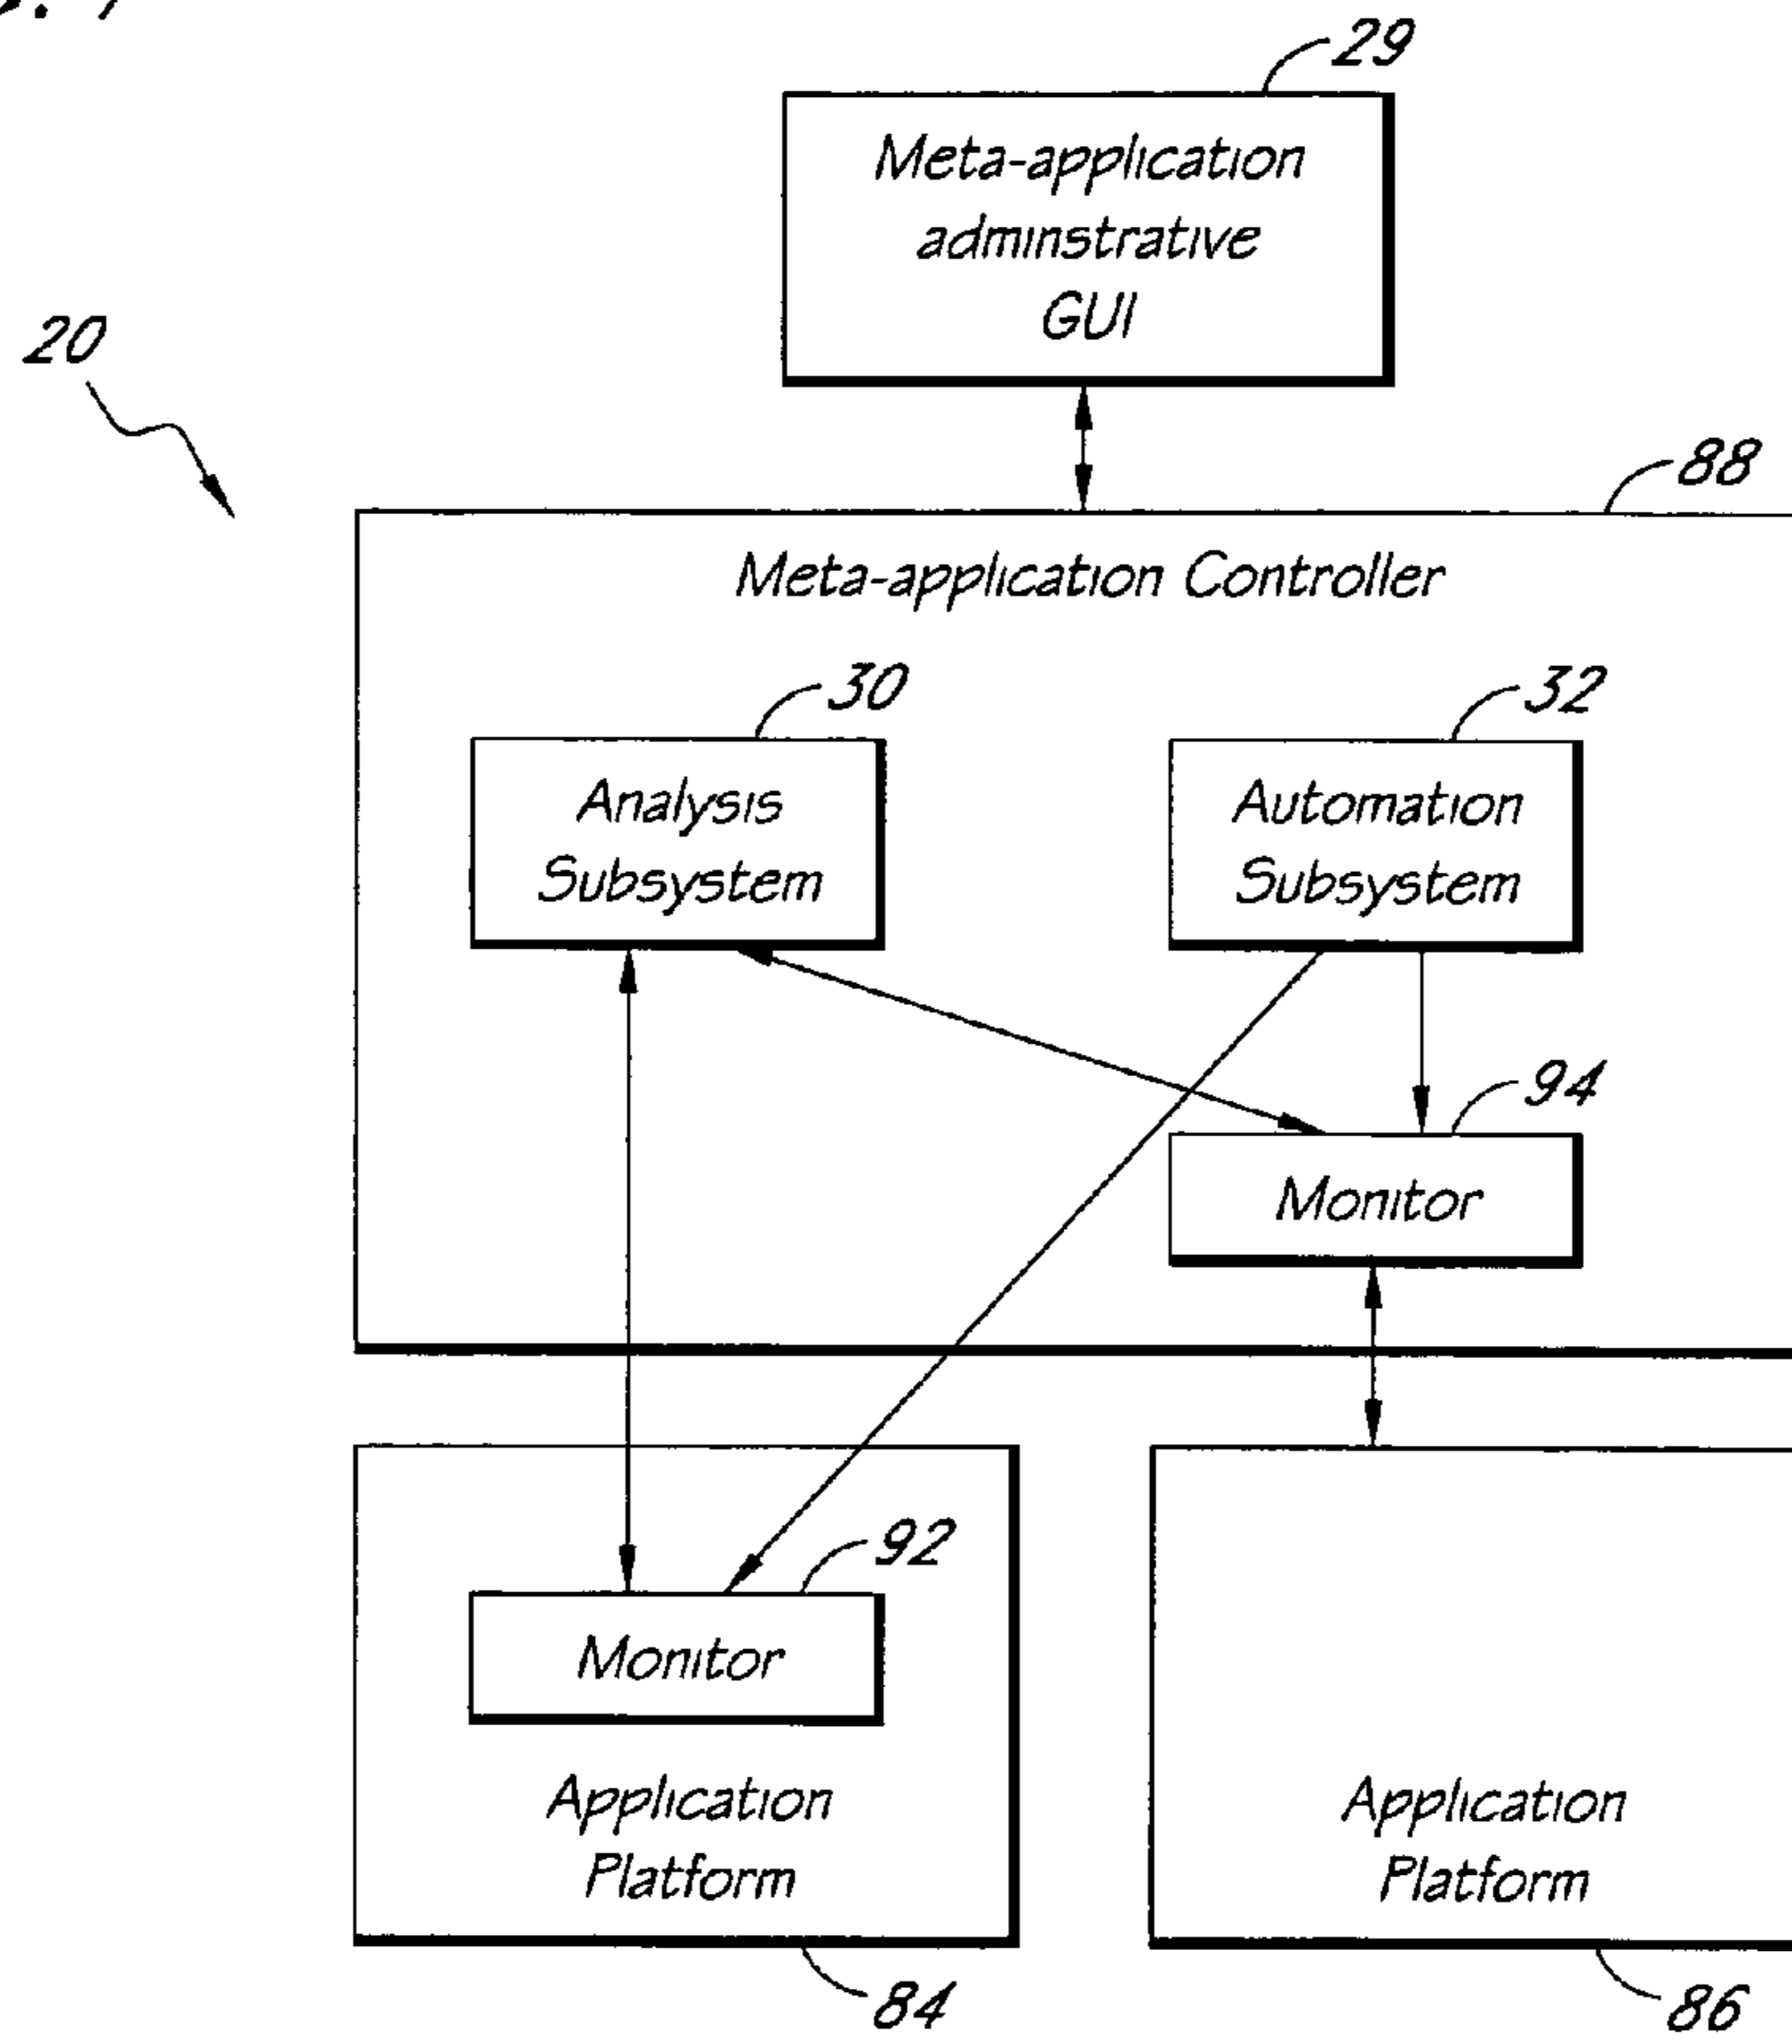 29
Meta-application
adminstrative
GUI
20
88
Meta-application Controller
30
32
Analysis
Subsystem
Automation
Subsystem
94
Monitor
92
Monitor
Application
Platform
Application
Platform
84
86